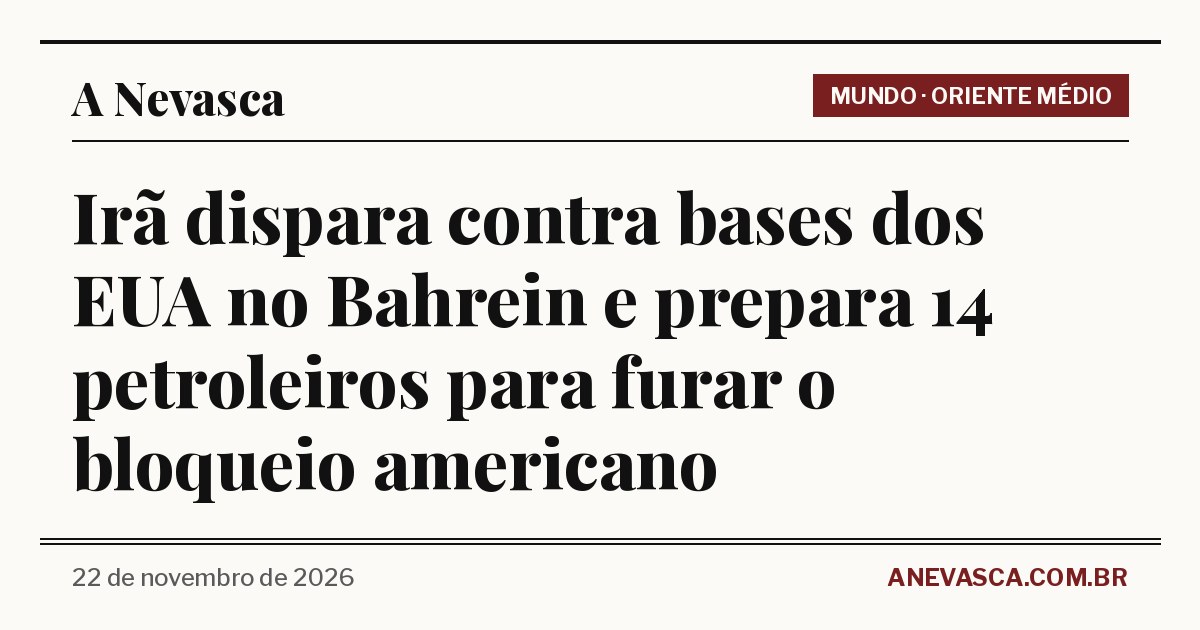 A Nevasca
MUNDO · ORIENTE MÉDIO
Irã dispara contra bases dos
EUA no Bahrein e prepara 14
petroleiros para furar o
bloqueio americano
22 de novembro de 2026
ANEVASCA.COM.BR